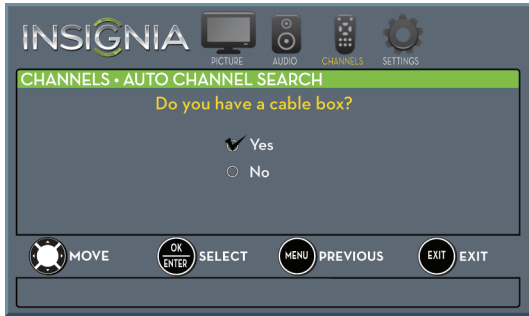 INSIGNIA
PICTURE AUDIO CHANNELS SETTINGS
CHANNELS • AUTO CHANNEL SEARCH
Do you have a cable box?
Yes
No
MOVE OK ENTER SELECT MENU PREVIOUS EXIT EXIT